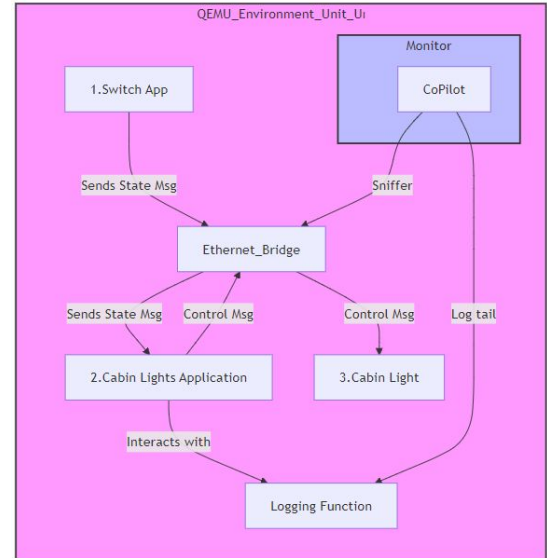 QEMU_Environment_Unit_U
Monitor
1.Switch App
CoPilot
Sends State Msg
Sniffer
Ethernet_Bridge
Sends State Msg
Control Msg
Control Msg
Log tail
2.Cabin Lights Application
3.Cabin Light
Interacts with
Logging Function